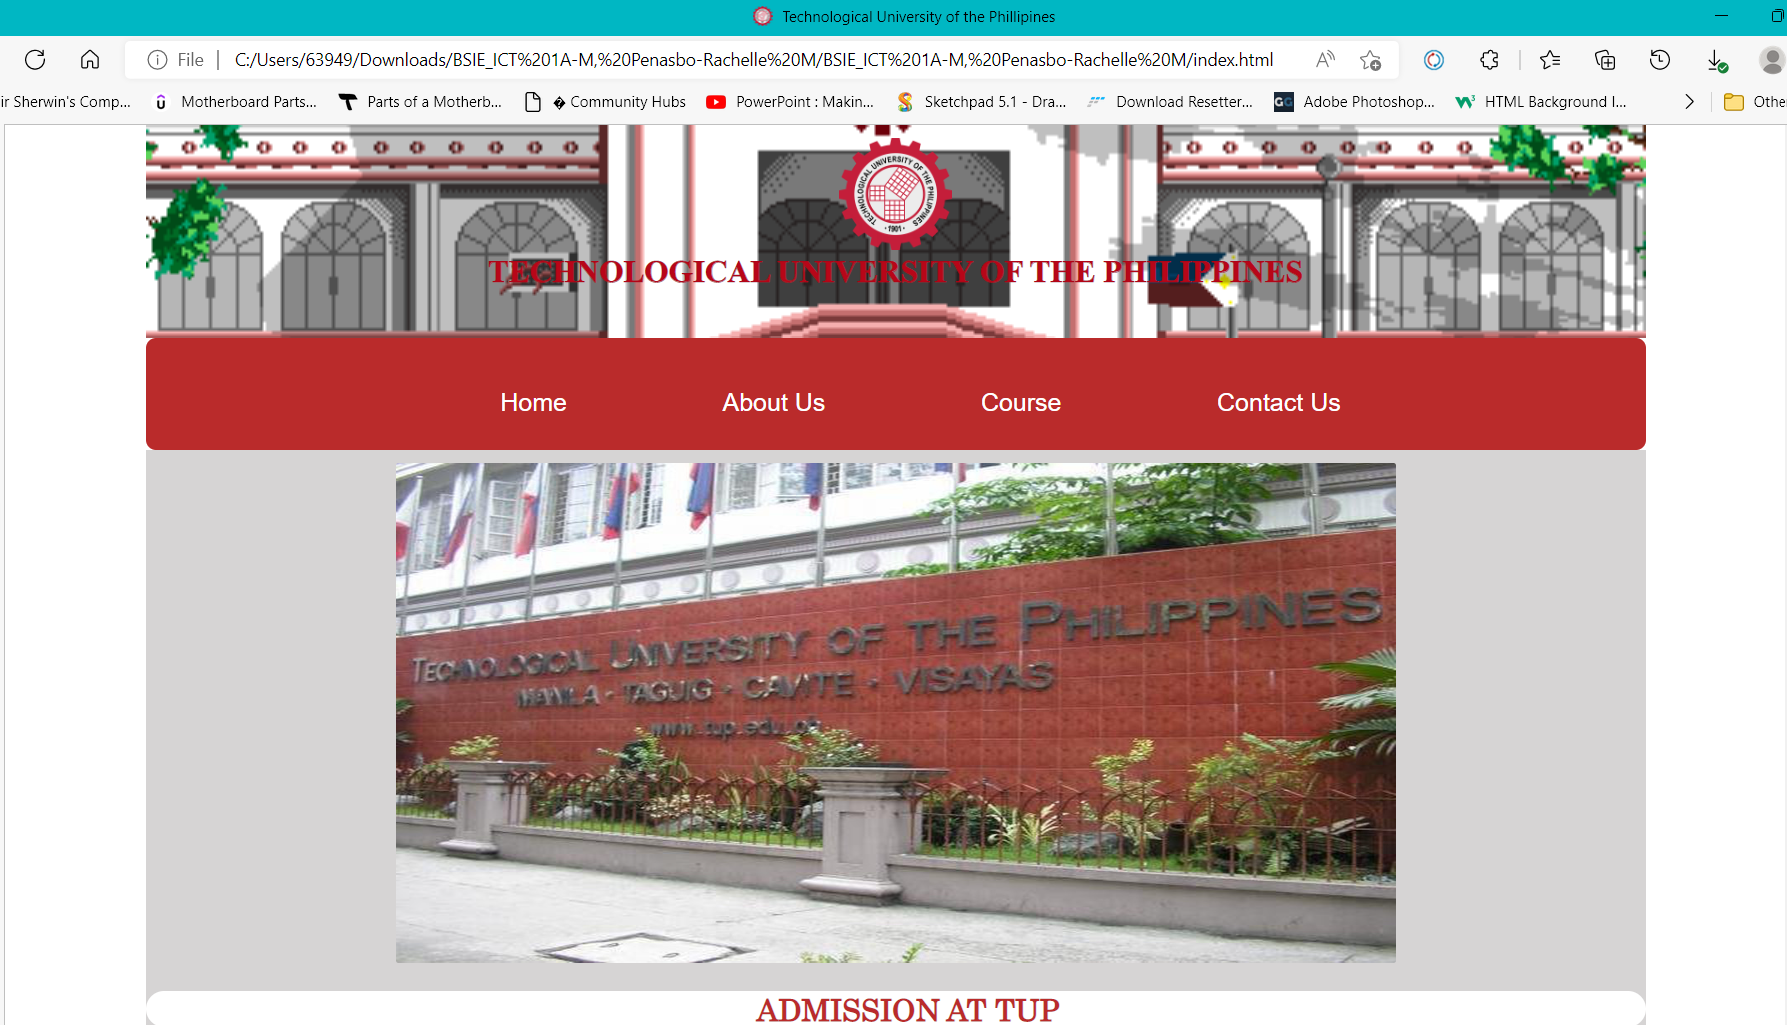 Technological University of the Phillipines
File
C:/Users/63949/Downloads/BSIE_ICT%201A-M,%20Penasbo-Rachelle%20M/BSIE_ICT%201A-M,%20Penasbo-Rachelle%20M/index.html
ir Sherwin's Comp...
Motherboard Parts...
Parts of a Motherb...
� Community Hubs
PowerPoint : Makin...
Sketchpad 5.1 - Dra...
Download Resetter...
Adobe Photoshop...
HTML Background I...
Othe
TECHNOLOGICAL UNIVERSITY OF THE PHILIPPINES
· 1901 ·
TECHNOLOGICAL UNIVERSITY OF THE PHILIPPINES
Home
About Us
Course
Contact Us
TECHNOLOGICAL UNIVERSITY OF THE PHILIPPINES
MANILA · TAGUIG · CAVITE · VISAYAS
www.tup.edu.ph
ADMISSION AT TUP